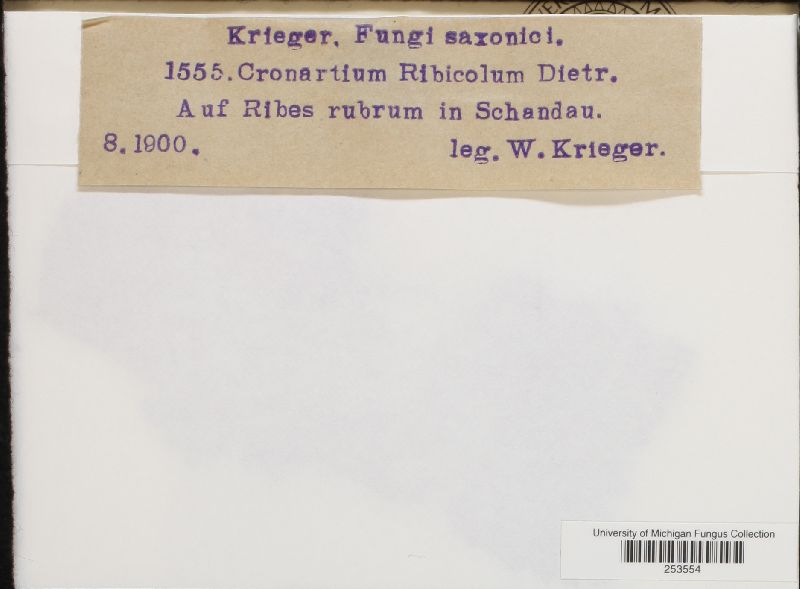 Krieger, Fungi saxonici.
1555. Cronartium Ribicolum Dietr.
Auf Ribes rubrum in Schandau.
8. 1900. leg. W. Krieger.
University of Michigan Fungus Collection
253554